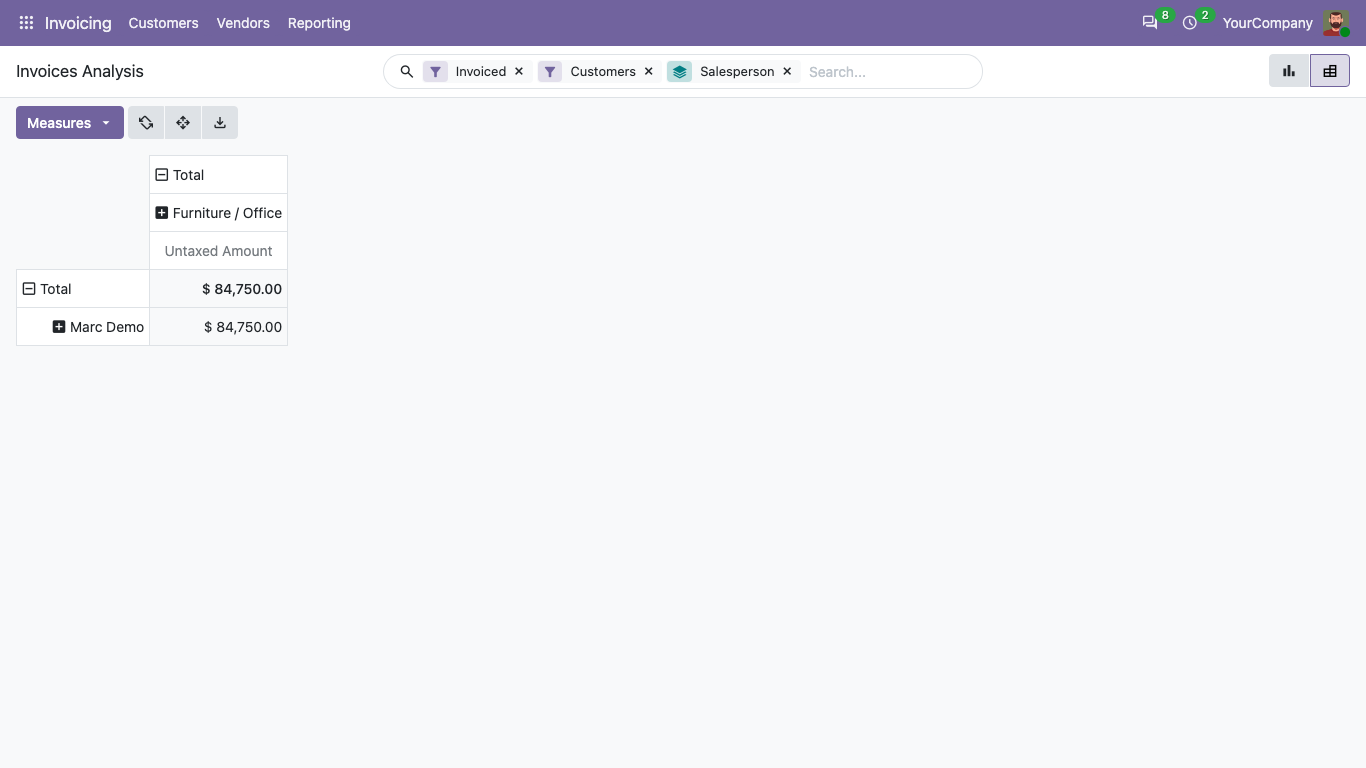 Invoicing Customers Vendors Reporting 8 2 YourCompany
Invoices Analysis Invoiced Customers Salesperson Search...
Measures
Total
Furniture / Office
Untaxed Amount
Total $ 84,750.00
Marc Demo $ 84,750.00